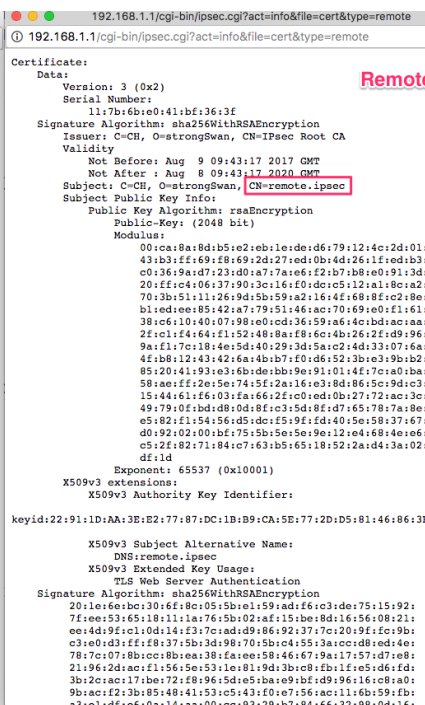 192.168.1.1/cgi-bin/ipsec.cgi?act=info&file=cert&type=remote
192.168.1.1/cgi-bin/ipsec.cgi?act=info&file=cert&type=remote
Certificate:
Data:
Remote
Version: 3 (0x2)
Serial Number:
11:7b:6b:e0:41:bf:36:3f
Signature Algorithm: sha256WithRSAEncryption
Issuer: C=CH, O=strongSwan, CN=IPsec Root CA
Validity
Not Before: Aug 9 09:43:17 2017 GMT
Not After : Aug 8 09:43:17 2020 GMT
Subject: C=CH, O=strongSwan, CN=remote.ipsec
Subject Public Key Info:
Public Key Algorithm: rsaEncryption
Public-Key: (2048 bit)
Modulus:
00:ca:8a:8d:b5:e2:eb:1e:de:d6:79:12:4c:2d:01:
43:b3:ff:69:f8:69:2d:27:ed:0b:4d:26:1f:ed:b3:
c0:36:9a:d7:23:d0:a7:7a:e6:f2:b7:b8:e0:91:3d:
20:ff:c4:06:37:90:3c:16:f0:dc:c5:12:a1:8c:a2:
70:3b:51:11:26:9d:5b:59:a2:16:4f:68:8f:c2:8e:
b1:ed:ee:85:42:a7:79:51:46:ac:70:69:e0:f1:61:
38:c6:10:40:07:98:e0:cd:36:59:a6:4c:bd:ac:aa:
2f:c1:f4:64:f1:52:48:8a:f8:6c:4b:26:2f:d9:96:
9a:f1:7c:18:4e:5d:40:29:3d:5a:c2:4d:33:07:6a:
4f:b8:12:43:42:6a:4b:b7:f0:d6:52:3b:e3:9b:b2:
85:20:41:93:e3:6b:de:bb:9e:91:01:4f:7c:a0:ba:
58:ae:ff:2e:5e:74:5f:2a:16:e3:8d:86:5c:9d:c3:
15:44:61:f6:03:fa:66:2f:c0:ed:0b:27:72:ac:3c:
49:79:0f:bd:d8:0d:8f:c3:5d:8f:d7:65:78:7a:8e:
e5:82:f1:54:56:d5:dc:f5:9f:fd:40:5e:58:37:67:
d0:92:02:00:bf:75:5b:5e:5e:9e:12:e4:68:4e:e6:
c5:2f:82:71:84:c7:63:b5:65:18:52:2a:d4:3a:02:
df:1d
Exponent: 65537 (0x10001)
X509v3 extensions:
X509v3 Authority Key Identifier:
keyid:22:91:1D:AA:3E:E2:77:87:DC:1B:B9:CA:5E:77:2D:D5:81:46:86:3D
X509v3 Subject Alternative Name:
DNS:remote.ipsec
X509v3 Extended Key Usage:
TLS Web Server Authentication
Signature Algorithm: sha256WithRSAEncryption
20:1e:6e:bc:30:6f:8c:05:5b:e1:59:ad:f6:c3:de:75:15:92:
7f:ee:53:65:18:11:1a:76:5b:02:af:15:be:8d:16:56:08:21:
ee:4d:9f:c1:0d:14:f3:7c:ad:d9:86:92:37:7c:20:9f:fc:9b:
c3:e0:d3:ff:f8:37:5b:3d:98:70:5b:c4:55:3a:cc:d8:ed:4e:
78:7c:07:8b:cc:8b:ea:38:fa:ee:58:46:67:9a:17:57:d7:e8:
21:96:2d:ac:f1:56:5e:53:1e:81:9d:3b:c8:fb:1f:e5:d6:fd:
3b:2c:ac:17:be:72:f8:96:5d:e5:ba:e9:bf:d9:96:16:c8:a0:
9b:ac:f2:3b:85:48:41:53:c5:43:f0:e7:56:ac:11:6b:59:fb: